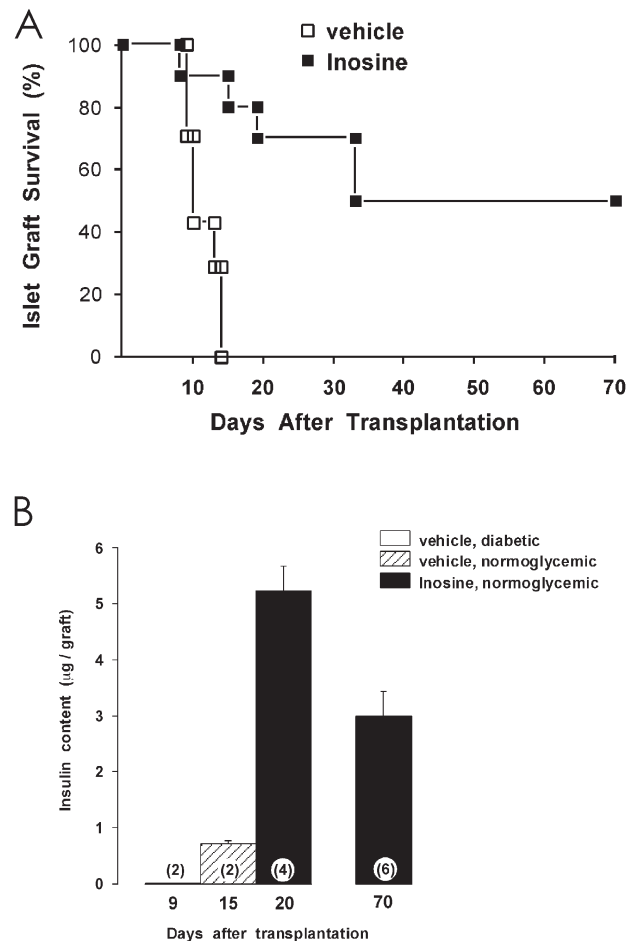 A
vehicle
Inosine
Islet Graft Survival (%)
100
80
60
40
20
0
10 20 30 40 50 60 70
Days After Transplantation
B
vehicle, diabetic
vehicle, normoglycemic
Inosine, normoglycemic
Insulin content (µg / graft)
6
5
4
3
2
1
0
(2) (2) (4) (6)
9 15 20 70
Days after transplantation